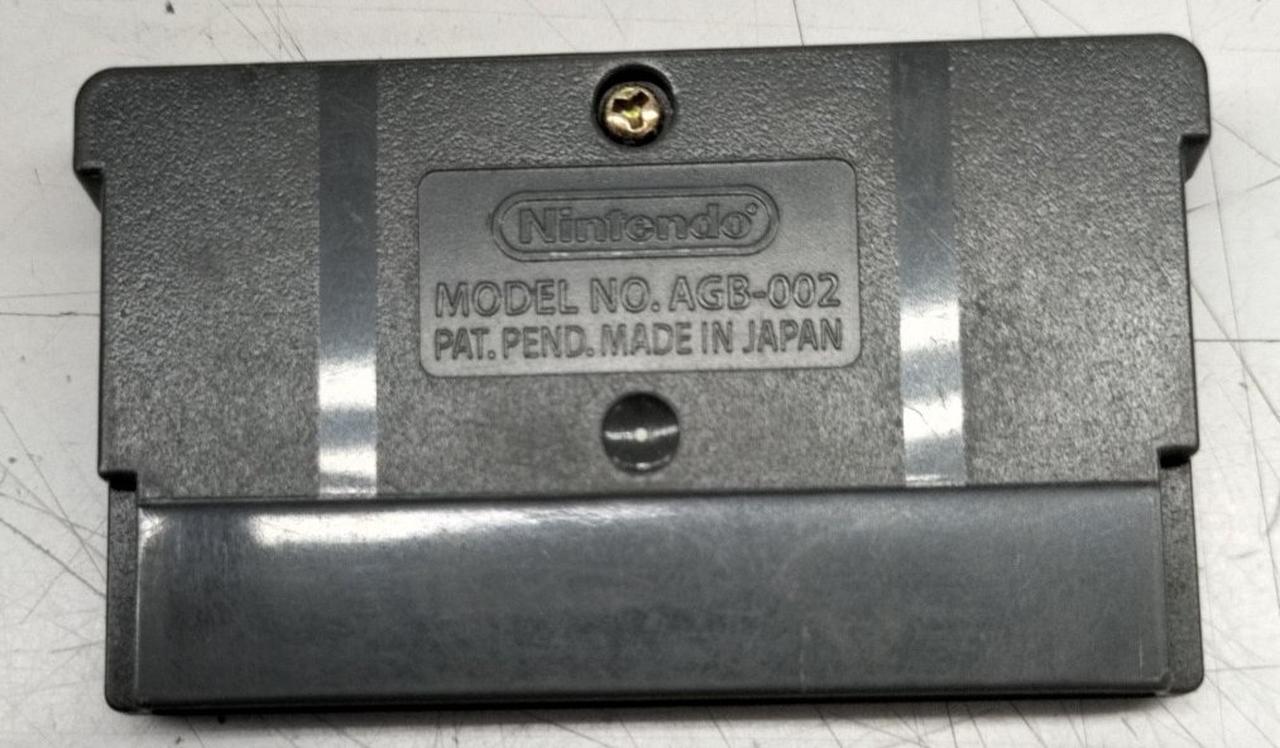 Nintendo
MODEL NO. AGB-002
PAT. PEND. MADE IN JAPAN